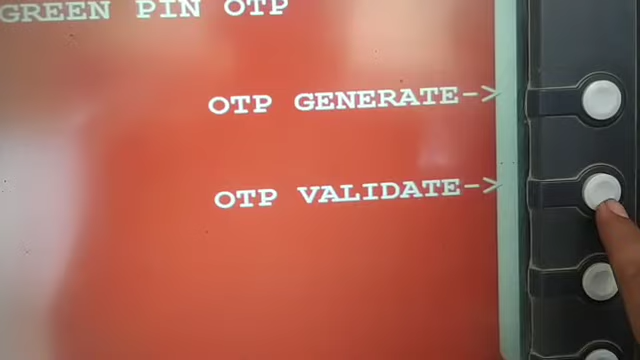 GREEN PIN OTP
OTP GENERATE->
OTP VALIDATE->